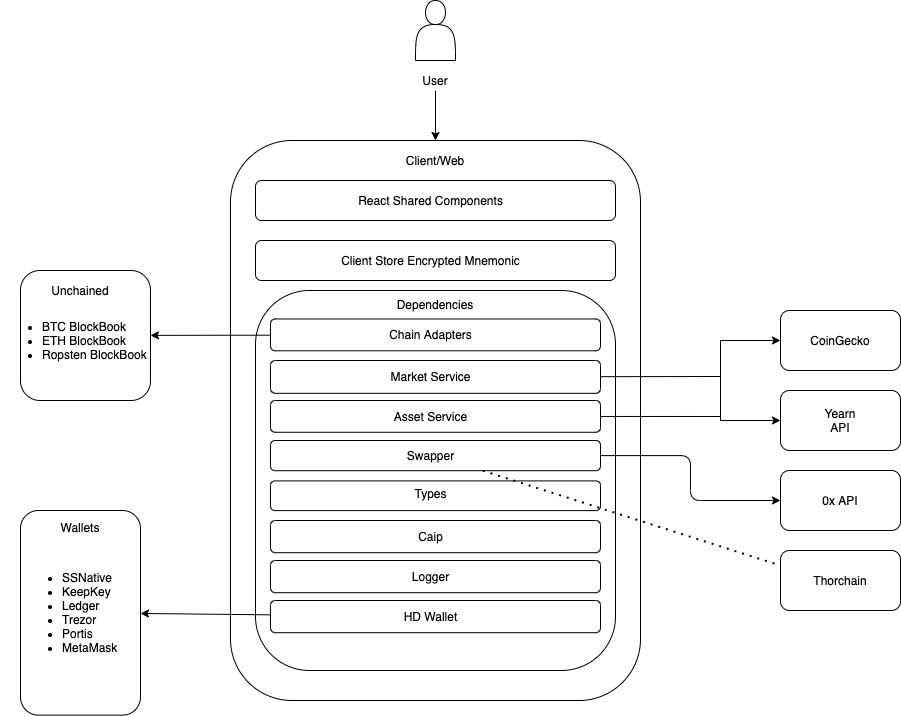 User
Client/Web
React Shared Components
Client Store Encrypted Mnemonic
Dependencies
Chain Adapters
Market Service
Asset Service
Swapper
Types
Caip
Logger
HD Wallet
Unchained
BTC BlockBook
ETH BlockBook
Ropsten BlockBook
Wallets
SSNative
KeepKey
Ledger
Trezor
Portis
MetaMask
CoinGecko
Yearn
API
0x API
Thorchain